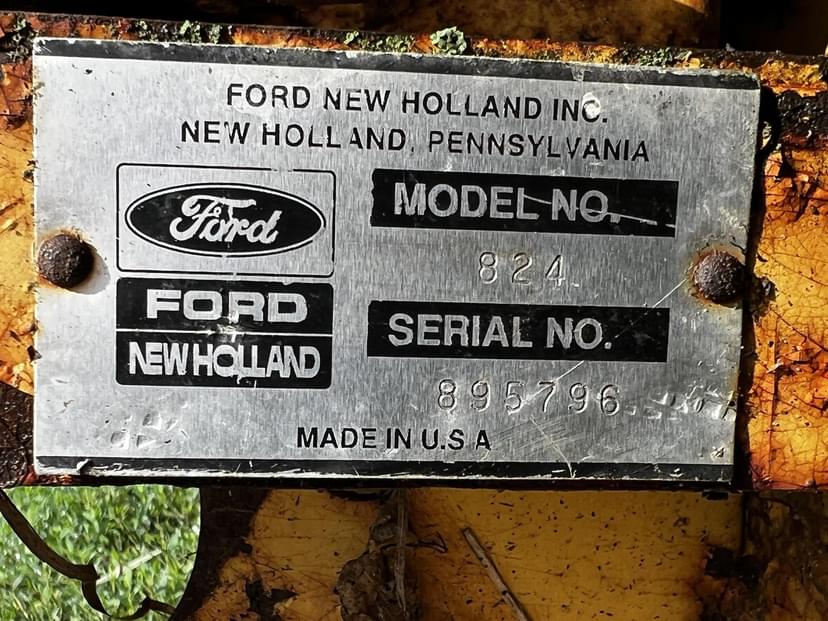 FORD NEW HOLLAND INC.
NEW HOLLAND, PENNSYLVANIA
Ford
MODEL NO.
824
FORD
NEW HOLLAND
SERIAL NO.
895796
MADE IN U.S A